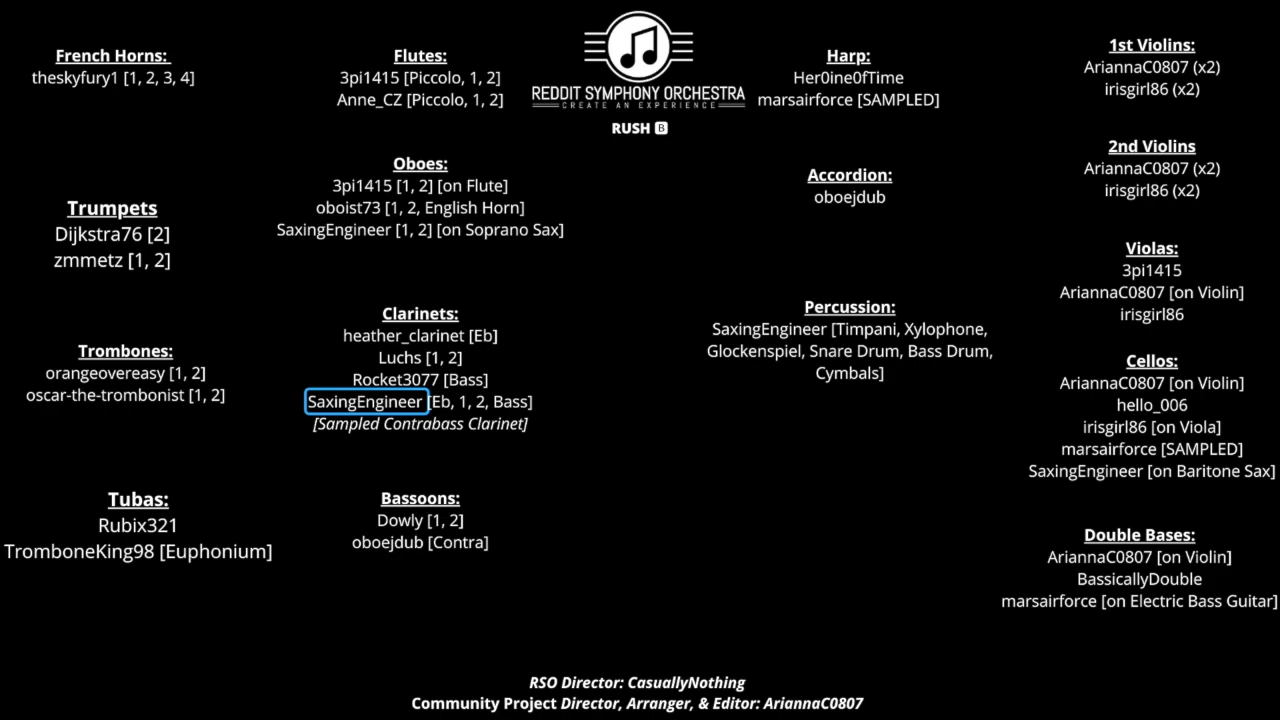 French Horns:
theskyfury1 [1, 2, 3, 4]
Trumpets
Dijkstra76 [2]
zmmetz [1, 2]
Trombones:
orangeovereasy [1, 2]
oscar-the-trombonist [1, 2]
Tubas:
Rubix321
TromboneKing98 [Euphonium]
Flutes:
3pi1415 [Piccolo, 1, 2]
Anne_CZ [Piccolo, 1, 2]
Oboes:
3pi1415 [1, 2] [on Flute]
oboist73 [1, 2, English Horn]
SaxingEngineer [1, 2] [on Soprano Sax]
Clarinets:
heather_clarinet [Eb]
Luchs [1, 2]
Rocket3077 [Bass]
SaxingEngineer [Eb, 1, 2, Bass]
[Sampled Contrabass Clarinet]
Bassoons:
Dowly [1, 2]
oboejdub [Contra]
REDDIT SYMPHONY ORCHESTRA
CREATE AN EXPERIENCE
RUSH 🅱
Harp:
Her0ine0fTime
marsairforce [SAMPLED]
Accordion:
oboejdub
Percussion:
SaxingEngineer [Timpani, Xylophone,
Glockenspiel, Snare Drum, Bass Drum,
Cymbals]
1st Violins:
AriannaC0807 (x2)
irisgirl86 (x2)
2nd Violins
AriannaC0807 (x2)
irisgirl86 (x2)
Violas:
3pi1415
AriannaC0807 [on Violin]
irisgirl86
Cellos:
AriannaC0807 [on Violin]
hello_006
irisgirl86 [on Viola]
marsairforce [SAMPLED]
SaxingEngineer [on Baritone Sax]
Double Bases:
AriannaC0807 [on Violin]
BassicallyDouble
marsairforce [on Electric Bass Guitar]
RSO Director: CasuallyNothing
Community Project Director, Arranger, & Editor: AriannaC0807